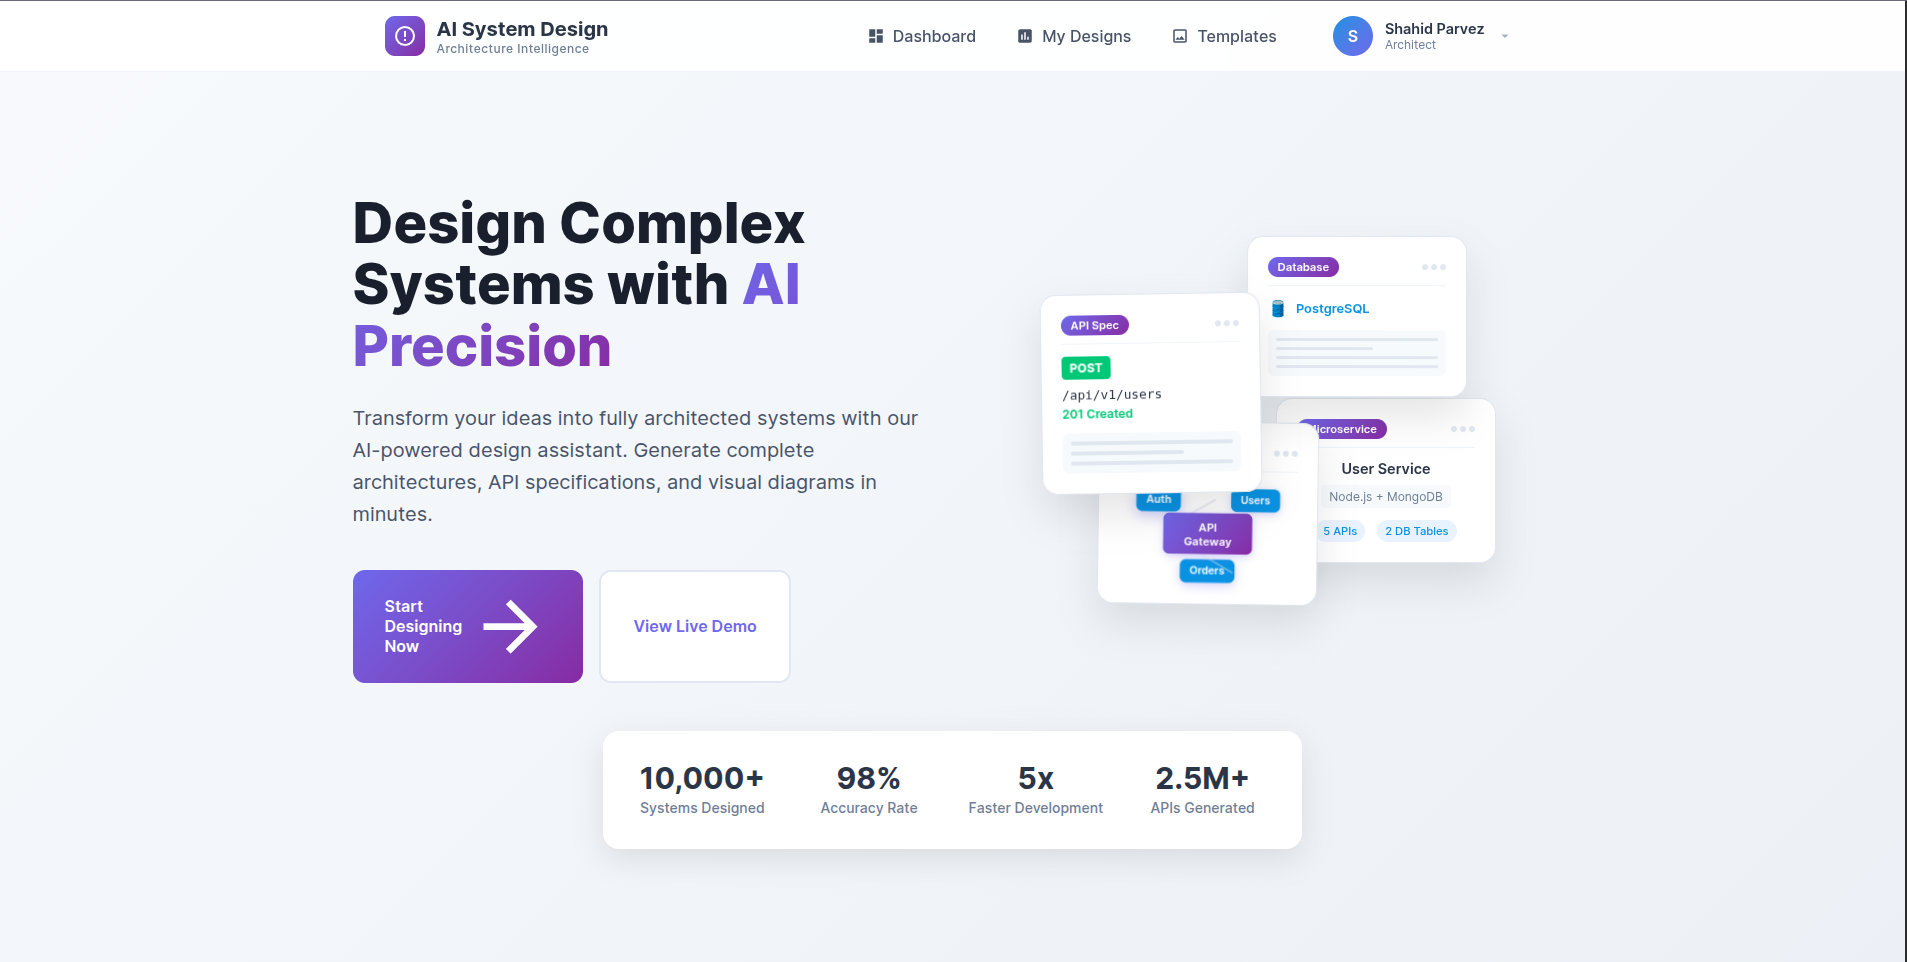 AI System Design
Architecture Intelligence
Dashboard
My Designs
Templates
S
Shahid Parvez
Architect
Design Complex
Systems with AI
Precision
Transform your ideas into fully architected systems with our
AI-powered design assistant. Generate complete
architectures, API specifications, and visual diagrams in
minutes.
Start
Designing
Now
View Live Demo
Database
PostgreSQL
API Spec
POST
/api/v1/users
201 Created
icroservice
User Service
Node.js + MongoDB
5 APIs
2 DB Tables
Auth
Users
API
Gateway
Orders
10,000+
Systems Designed
98%
Accuracy Rate
5x
Faster Development
2.5M+
APIs Generated